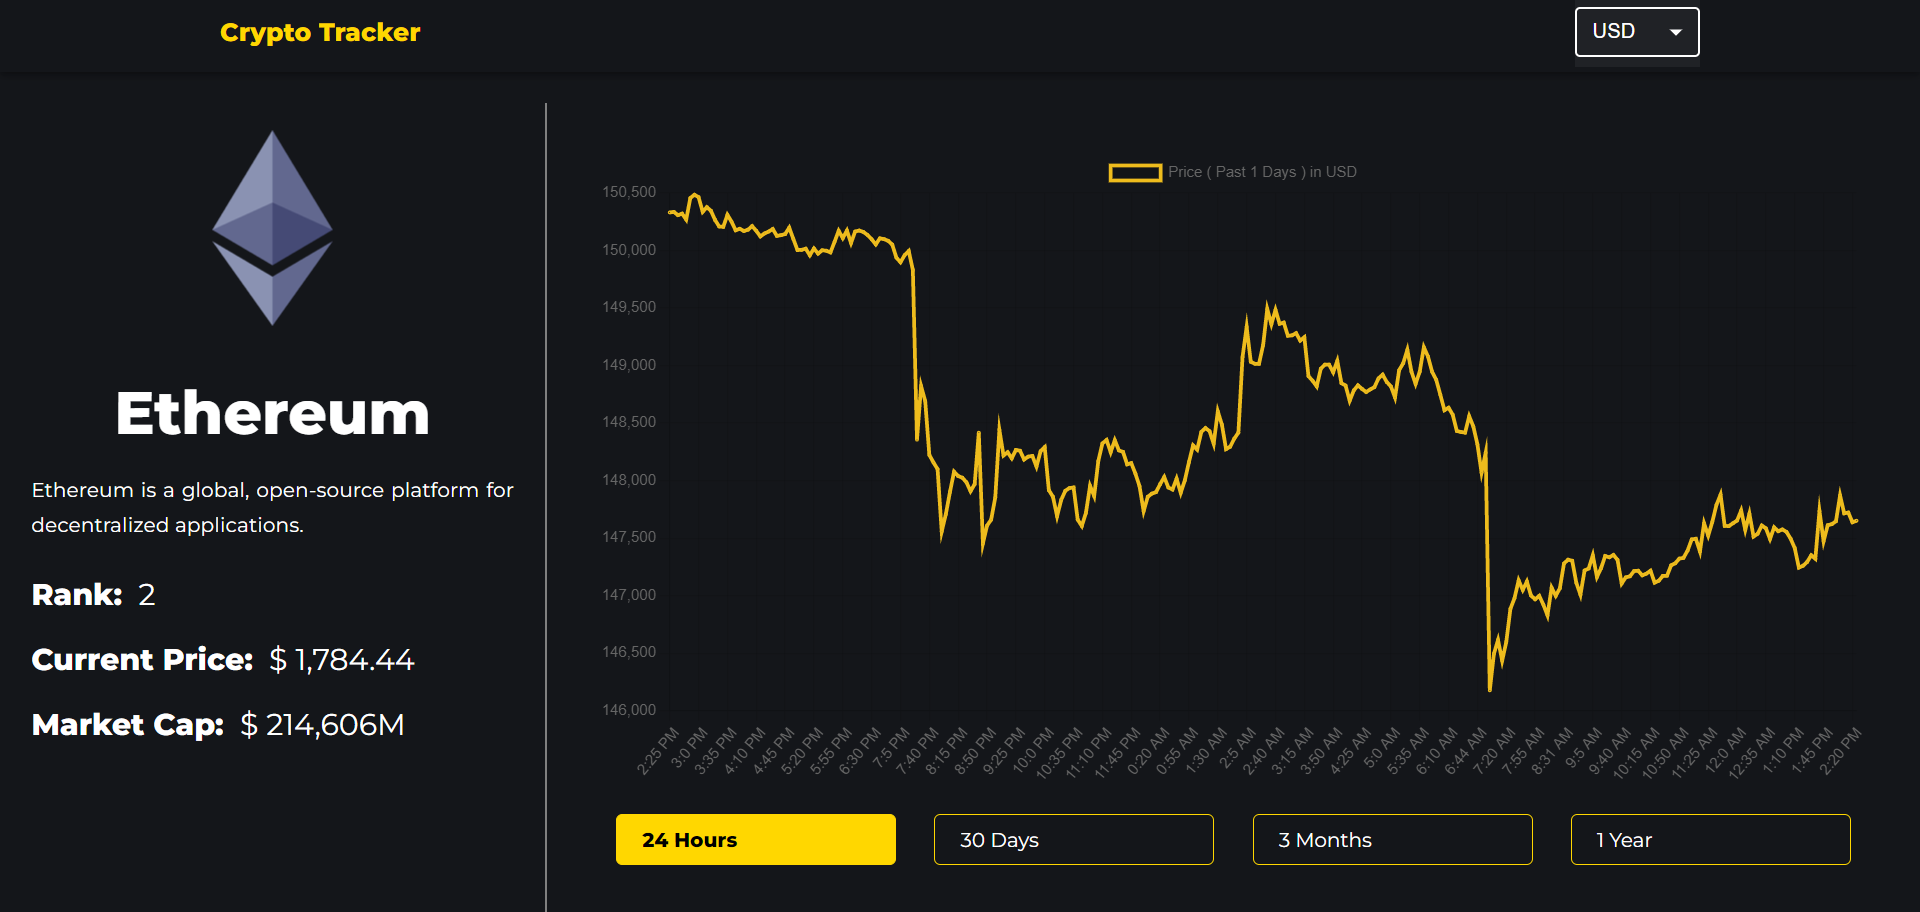 Crypto Tracker
USD
Ethereum
Ethereum is a global, open-source platform for
decentralized applications.
Rank: 2
Current Price: $ 1,784.44
Market Cap: $ 214,606M
Price ( Past 1 Days ) in USD
150,500
150,000
149,500
149,000
148,500
148,000
147,500
147,000
146,500
146,000
2:25 PM
3:0 PM
3:35 PM
4:10 PM
4:45 PM
5:20 PM
5:55 PM
6:30 PM
7:5 PM
7:40 PM
8:15 PM
8:50 PM
9:25 PM
10:0 PM
10:35 PM
11:10 PM
11:45 PM
0:20 AM
0:55 AM
1:30 AM
2:5 AM
2:40 AM
3:15 AM
3:50 AM
4:25 AM
5:0 AM
5:35 AM
6:10 AM
6:44 AM
7:20 AM
7:55 AM
8:31 AM
9:5 AM
9:40 AM
10:15 AM
10:50 AM
11:25 AM
12:0 AM
12:35 AM
1:10 PM
1:45 PM
2:20 PM
24 Hours
30 Days
3 Months
1 Year